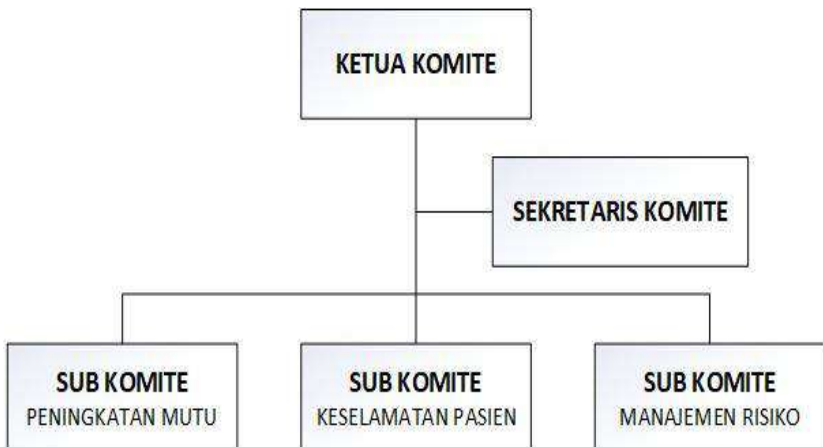 KETUA KOMITE
SEKRETARIS KOMITE
SUB KOMITE
PENINGKATAN MUTU
SUB KOMITE
KESELAMATAN PASIEN
SUB KOMITE
MANAJEMEN RISIKO